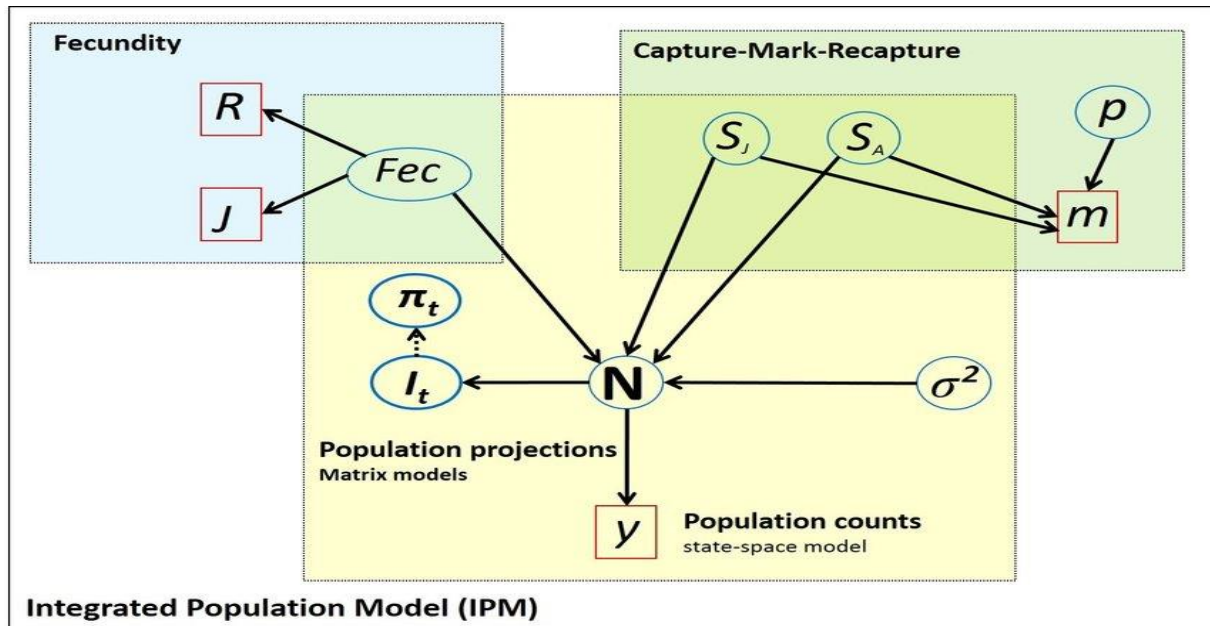 Fecundity
Capture-Mark-Recapture
R
p
S_J
S_A
Fec
J
m
π_t
I_t
N
σ²
Population projections
Matrix models
y
Population counts
state-space model
Integrated Population Model (IPM)